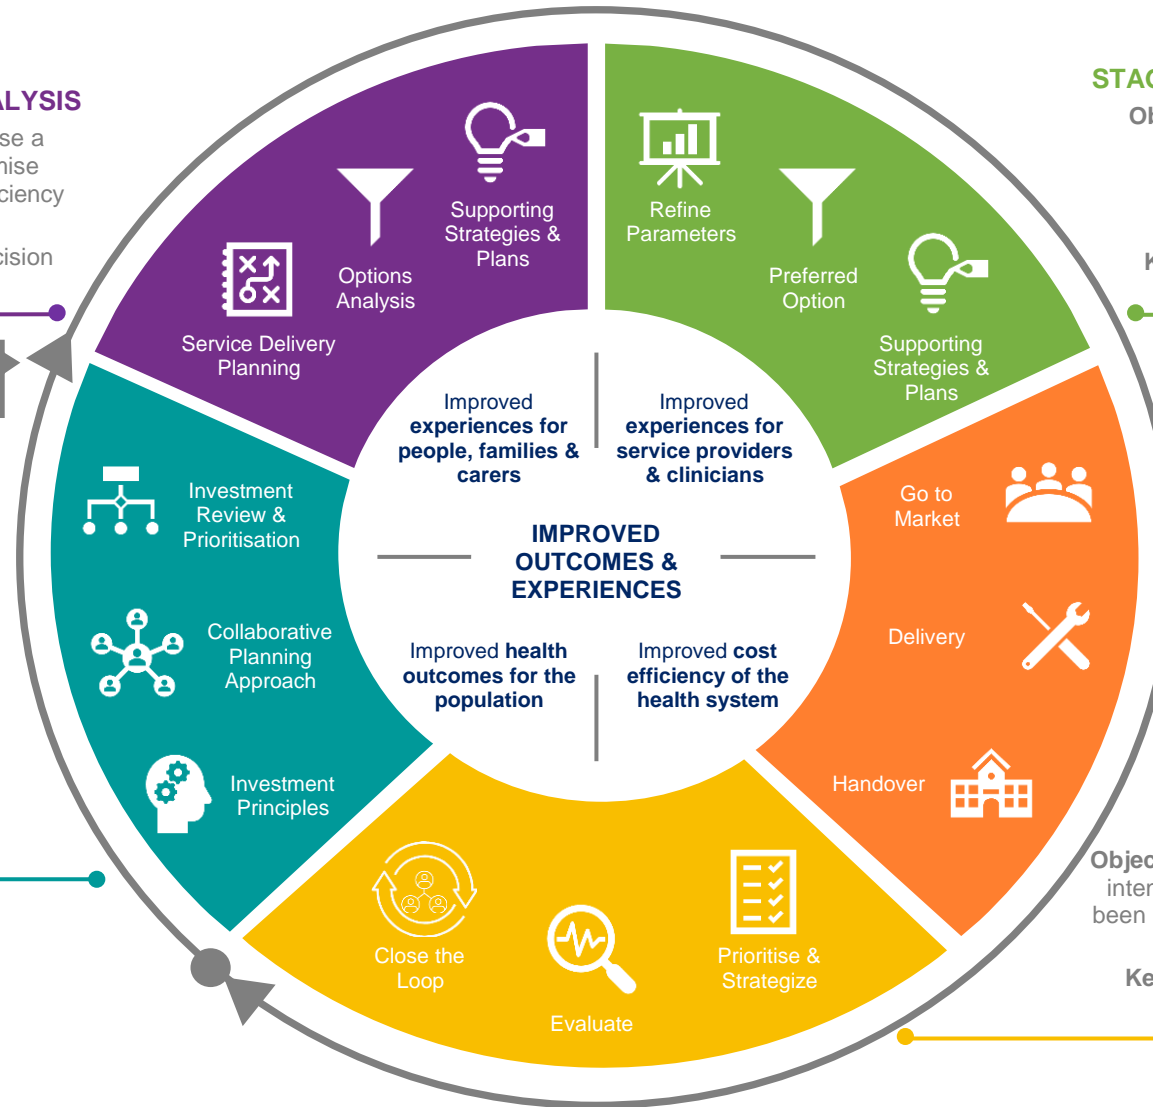 ALYSIS
se a
mise
ciency
cision
STAG
Ob
K
Supporting
Strategies &
Plans
Options
Analysis
Service Delivery
Planning
Refine
Parameters
Preferred
Option
Supporting
Strategies &
Plans
Investment
Review &
Prioritisation
Collaborative
Planning
Approach
Investment
Principles
Improved
experiences for
people, families &
carers
Improved
experiences for
service providers
& clinicians
IMPROVED
OUTCOMES &
EXPERIENCES
Improved health
outcomes for the
population
Improved cost
efficiency of the
health system
Go to
Market
Delivery
Handover
Close the
Loop
Evaluate
Prioritise &
Strategize
Objec
inter
been
Ke